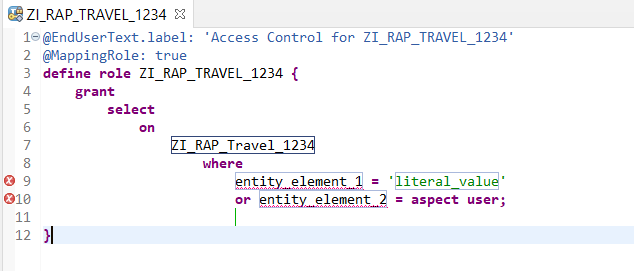 ZI_RAP_TRAVEL_1234
1 @EndUserText.label: 'Access Control for ZI_RAP_TRAVEL_1234'
2 @MappingRole: true
3 define role ZI_RAP_TRAVEL_1234 {
4 grant
5 select
6 on
7 ZI_RAP_Travel_1234
8 where
9 entity_element_1 = 'literal_value'
10 or entity_element_2 = aspect user;
11
12 }